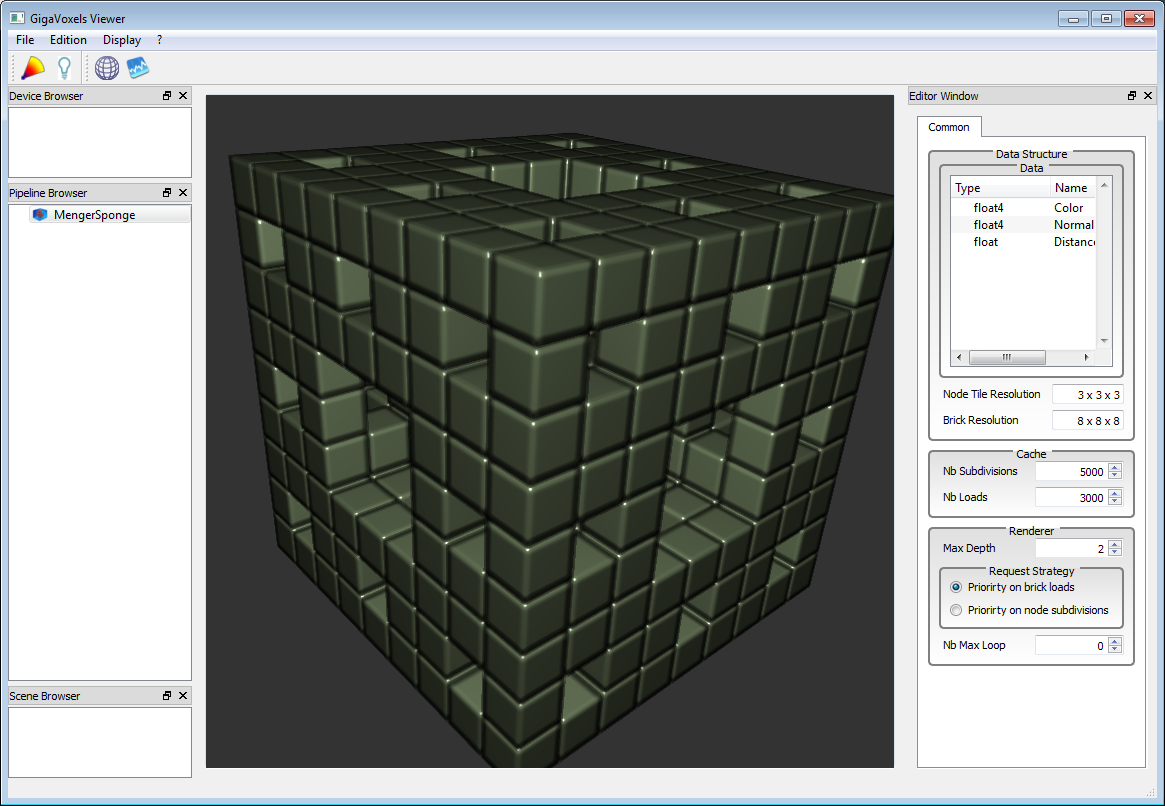 GigaVoxels Viewer
File Edition Display ?
Device Browser
Pipeline Browser
MengerSponge
Scene Browser
Editor Window
Common
Data Structure
Data
Type Name
float4 Color
float4 Normal
float Distanc
Node Tile Resolution 3 x 3 x 3
Brick Resolution 8 x 8 x 8
Cache
Nb Subdivisions 5000
Nb Loads 3000
Renderer
Max Depth 2
Request Strategy
Priorirty on brick loads
Priorirty on node subdivisions
Nb Max Loop 0